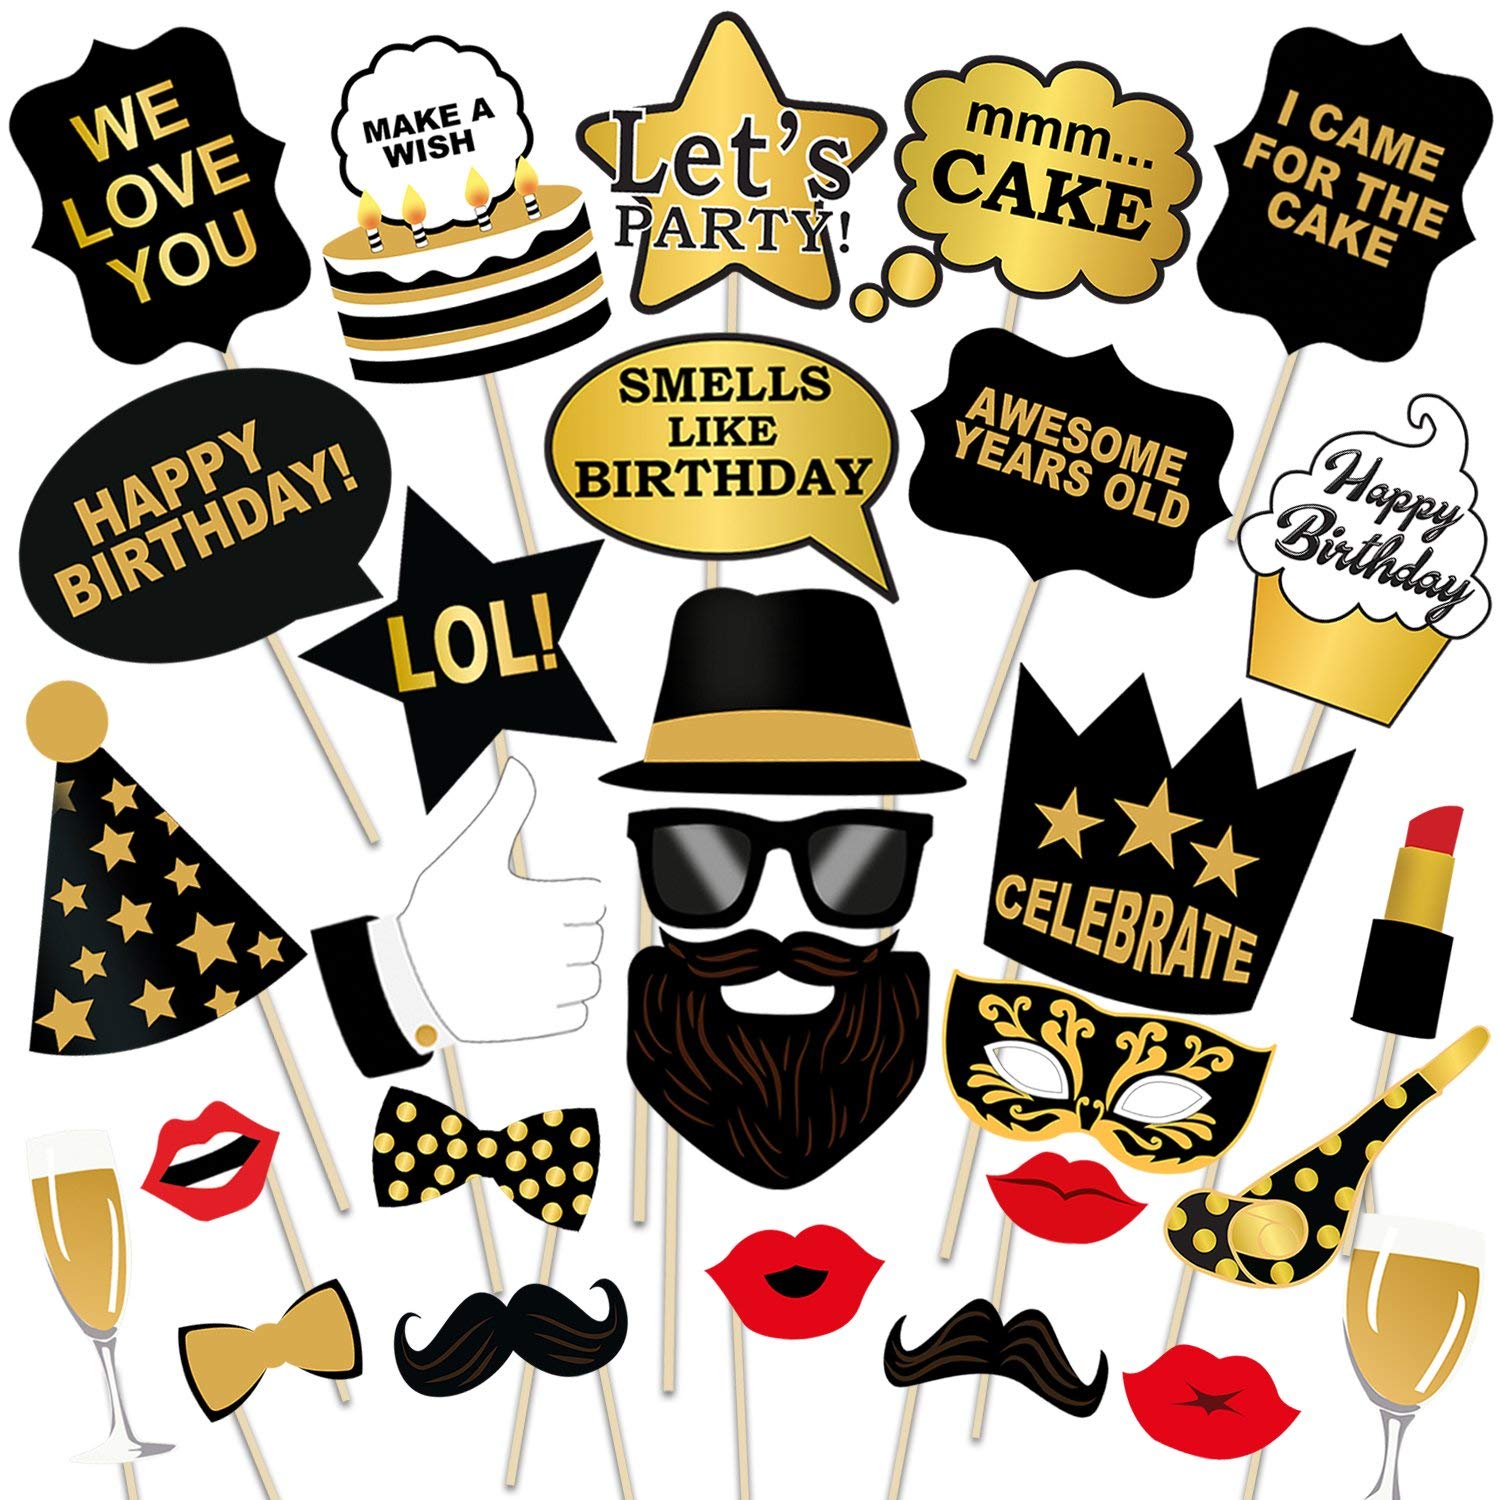 WE
LOVE
YOU
MAKE A
WISH
Let's
PARTY!
mmm...
CAKE
I CAME
FOR THE
CAKE
HAPPY
BIRTHDAY!
SMELLS
LIKE
BIRTHDAY
AWESOME
YEARS OLD
Happy
Birthday
LOL!
CELEBRATE